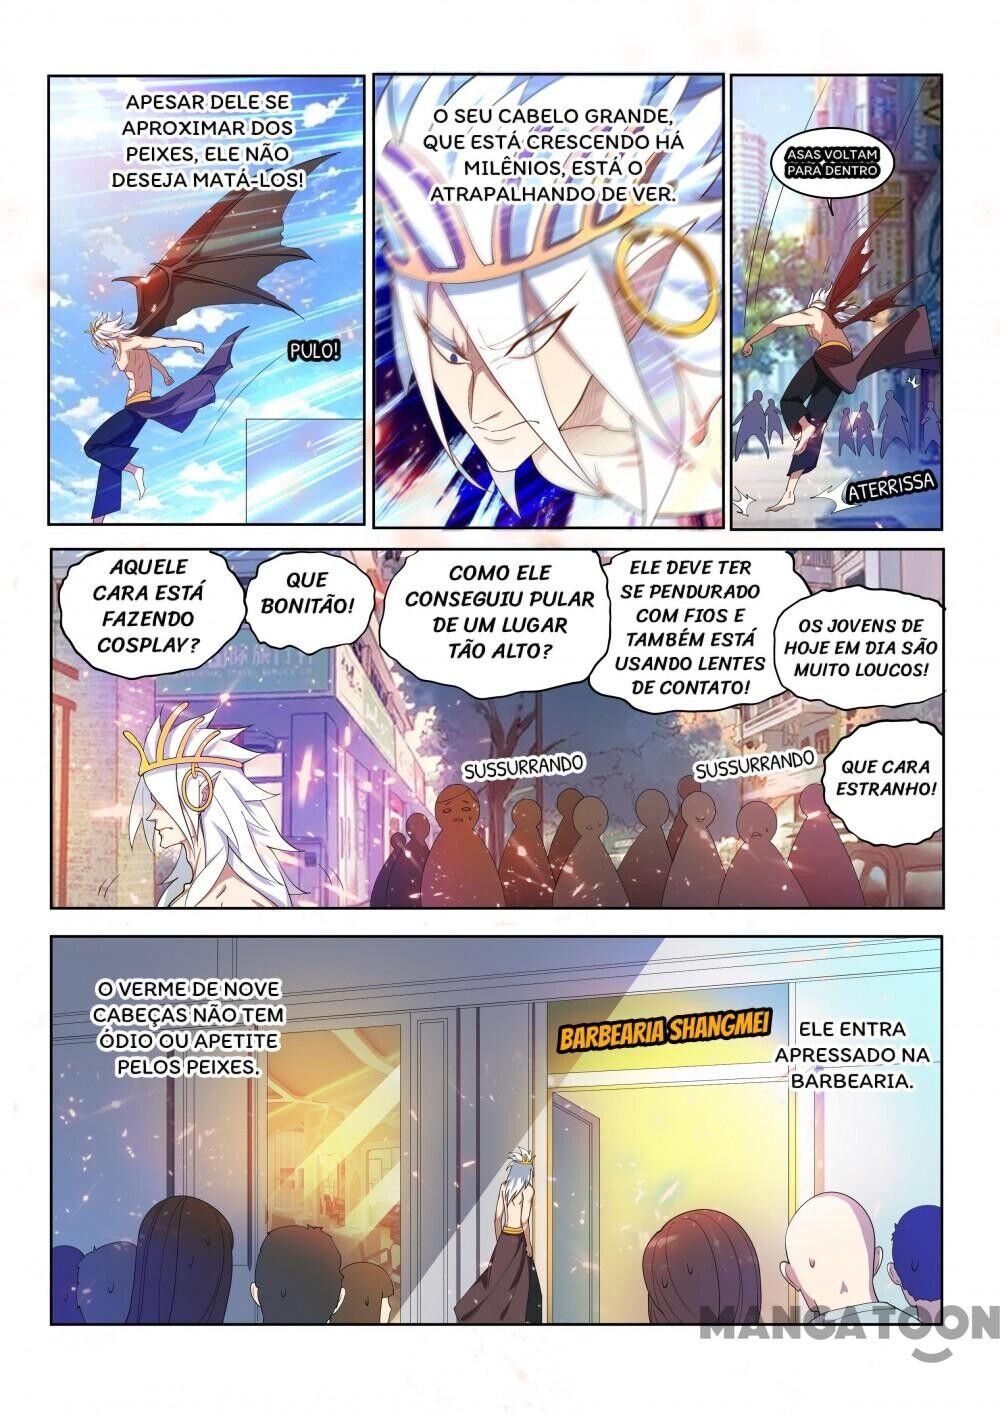 APESAR DELE SE
APROXIMAR DOS
PEIXES, ELE NÃO
DESEJA MATÁ-LOS!
PULO!
O SEU CABELO GRANDE,
QUE ESTÁ CRESCENDO HÁ
MILÊNIOS, ESTÁ O
ATRAPALHANDO DE VER.
ASAS VOLTAM
PARA DENTRO
ATERRISSA
AQUELE
CARA ESTÁ
FAZENDO
COSPLAY?
QUE
BONITÃO!
COMO ELE
CONSEGUIU PULAR
DE UM LUGAR
TÃO ALTO?
ELE DEVE TER
SE PENDURADO
COM FIOS E
TAMBÉM ESTÁ
USANDO LENTES
DE CONTATO!
OS JOVENS DE
HOJE EM DIA SÃO
MUITO LOUCOS!
SUSSURRANDO
SUSSURRANDO
QUE CARA
ESTRANHO!
O VERME DE NOVE
CABEÇAS NÃO TEM
ÓDIO OU APETITE
PELOS PEIXES.
BARBEARIA SHANGMEI
ELE ENTRA
APRESSADO NA
BARBEARIA.
MANGATOON